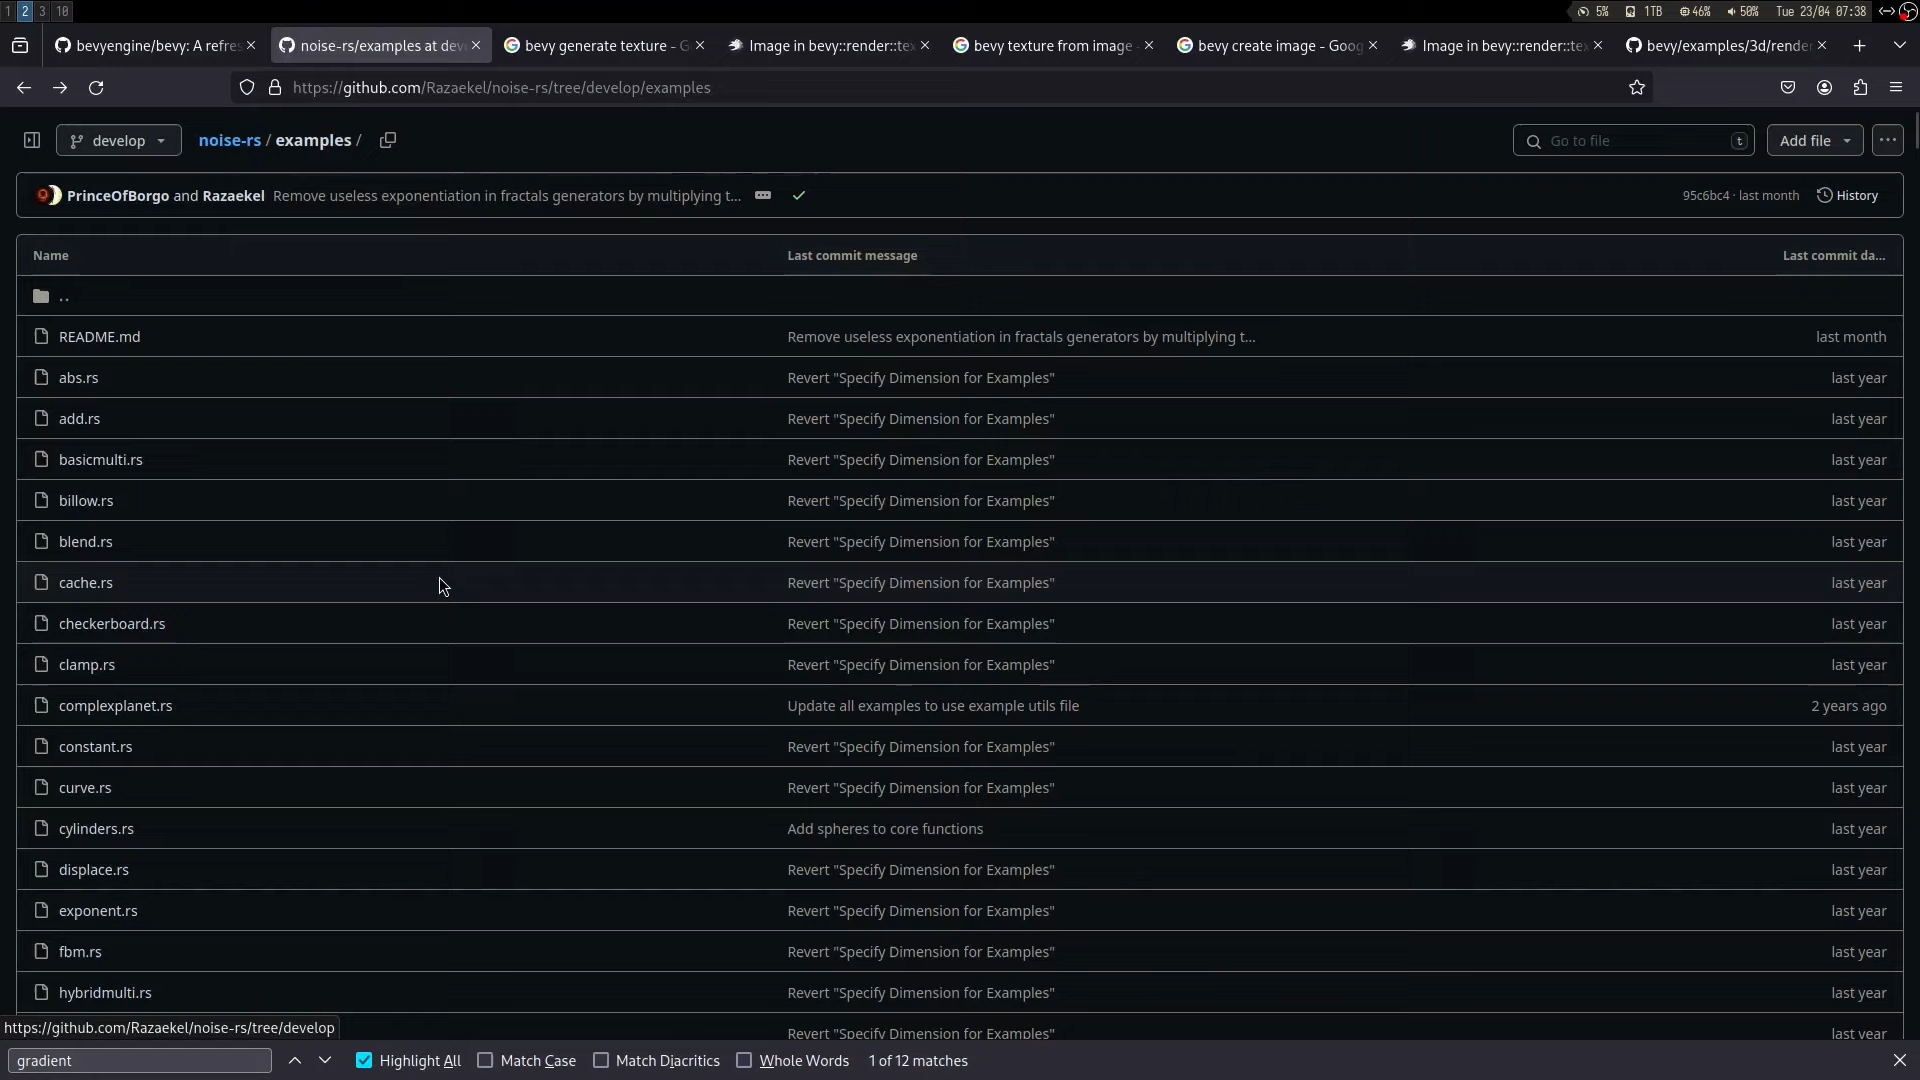 1 2 3 10
5% 1TB 46% 50% Tue 23/04 07:38
bevyengine/bevy: A refres
noise-rs/examples at dev
bevy generate texture - G
Image in bevy::render::tex
bevy texture from image -
bevy create image - Goog
Image in bevy::render::tex
bevy/examples/3d/render
https://github.com/Razaekel/noise-rs/tree/develop/examples
develop
noise-rs / examples /
Go to file
t
Add file
PrinceOfBorgo and Razaekel Remove useless exponentiation in fractals generators by multiplying t...
95c6bc4 · last month
History
Name Last commit message Last commit da...
..
README.md Remove useless exponentiation in fractals generators by multiplying t... last month
abs.rs Revert "Specify Dimension for Examples" last year
add.rs Revert "Specify Dimension for Examples" last year
basicmulti.rs Revert "Specify Dimension for Examples" last year
billow.rs Revert "Specify Dimension for Examples" last year
blend.rs Revert "Specify Dimension for Examples" last year
cache.rs Revert "Specify Dimension for Examples" last year
checkerboard.rs Revert "Specify Dimension for Examples" last year
clamp.rs Revert "Specify Dimension for Examples" last year
complexplanet.rs Update all examples to use example utils file 2 years ago
constant.rs Revert "Specify Dimension for Examples" last year
curve.rs Revert "Specify Dimension for Examples" last year
cylinders.rs Add spheres to core functions last year
displace.rs Revert "Specify Dimension for Examples" last year
exponent.rs Revert "Specify Dimension for Examples" last year
fbm.rs Revert "Specify Dimension for Examples" last year
hybridmulti.rs Revert "Specify Dimension for Examples" last year
Revert "Specify Dimension for Examples" last year
https://github.com/Razaekel/noise-rs/tree/develop
gradient
Highlight All
Match Case
Match Diacritics
Whole Words
1 of 12 matches